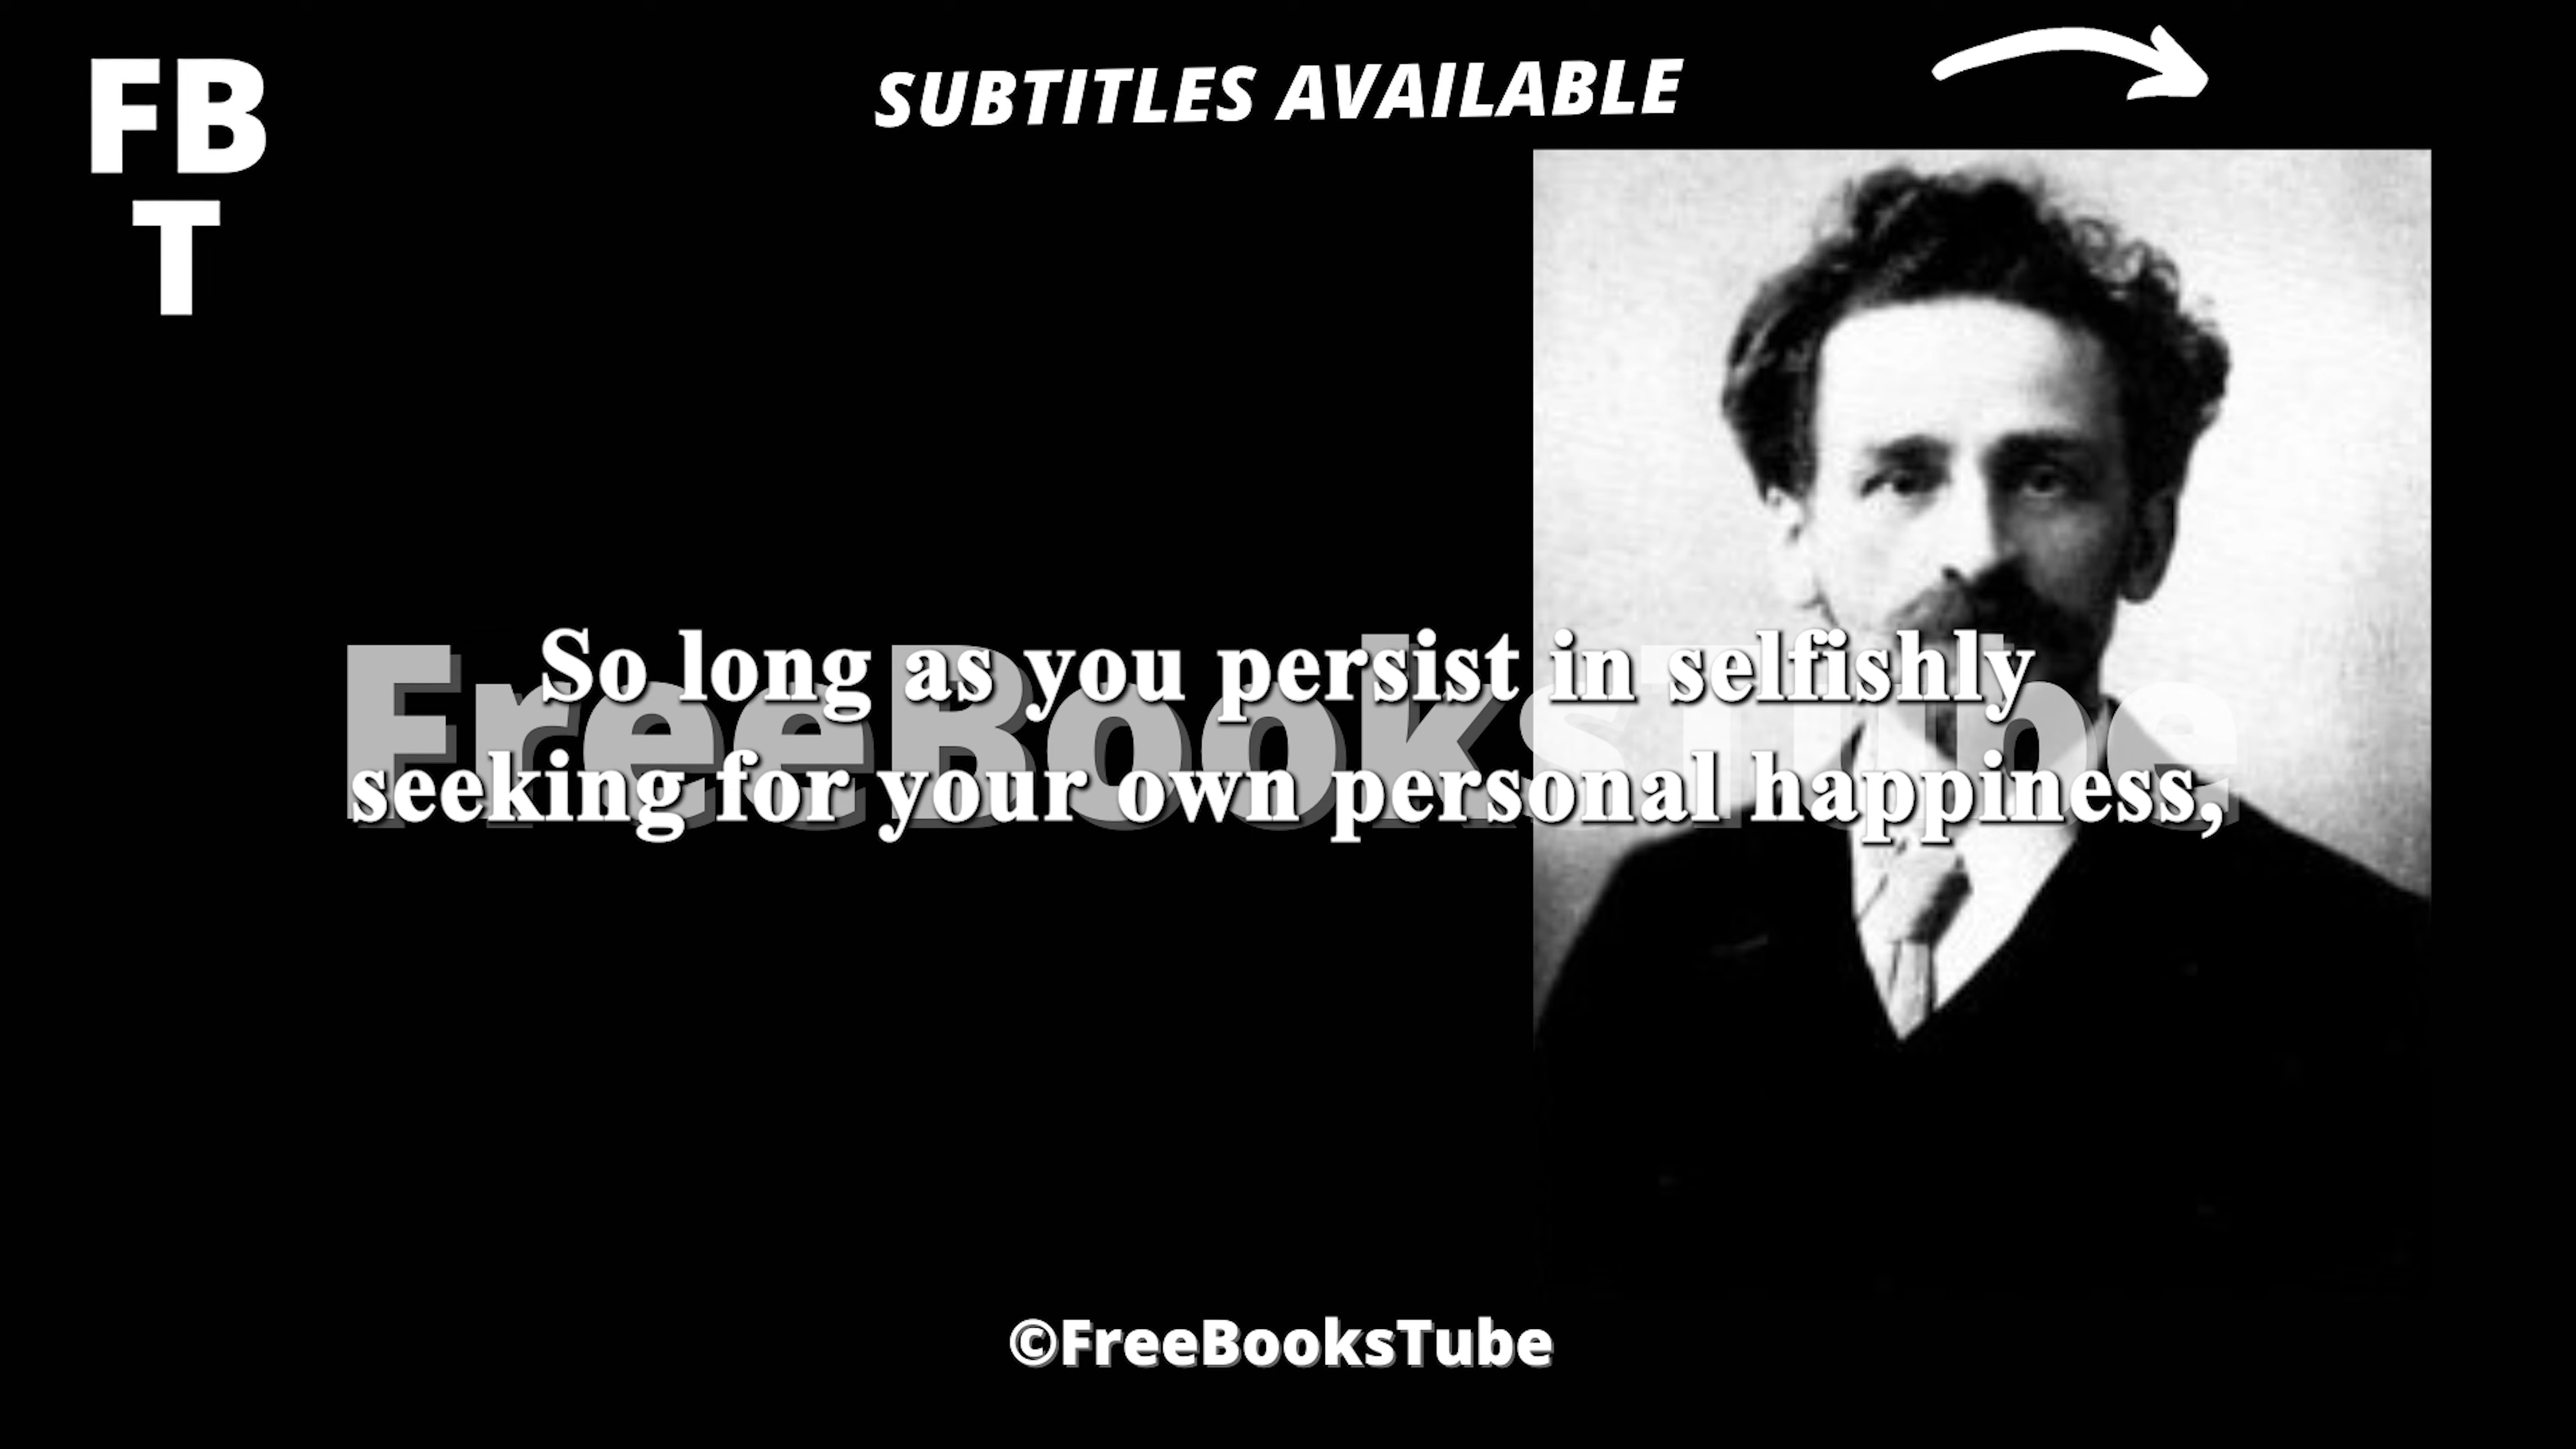 FB
T
SUBTITLES AVAILABLE
So long as you persist in selfishly
FreeBooksTube
seeking for your own personal happiness,
©FreeBooksTube